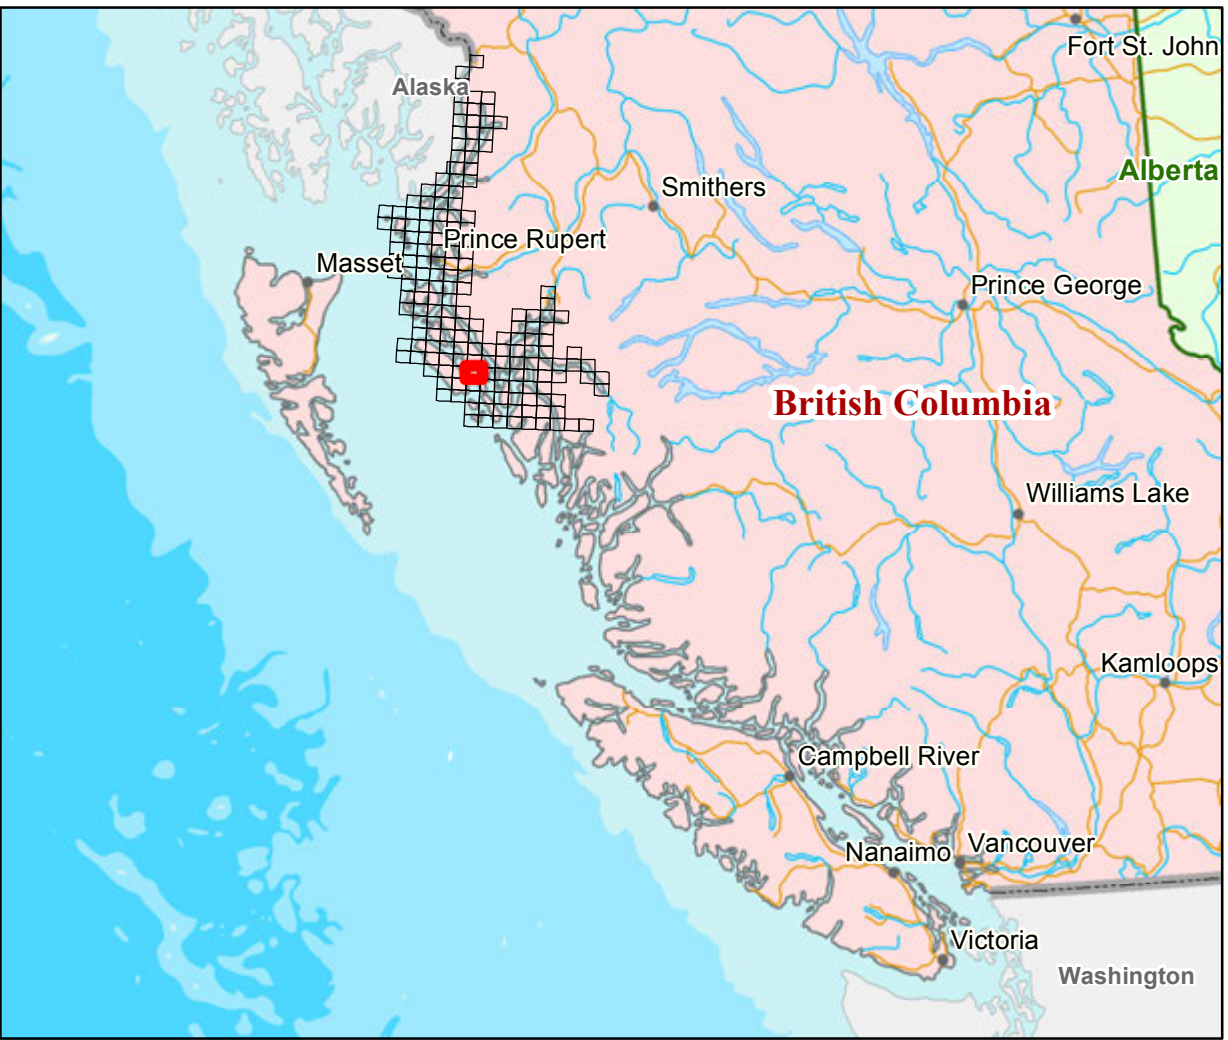 Fort St. John
Alaska
Alberta
Smithers
Prince Rupert
Masset
Prince George
British Columbia
Williams Lake
Kamloops
Campbell River
Vancouver
Nanaimo
Victoria
Washington